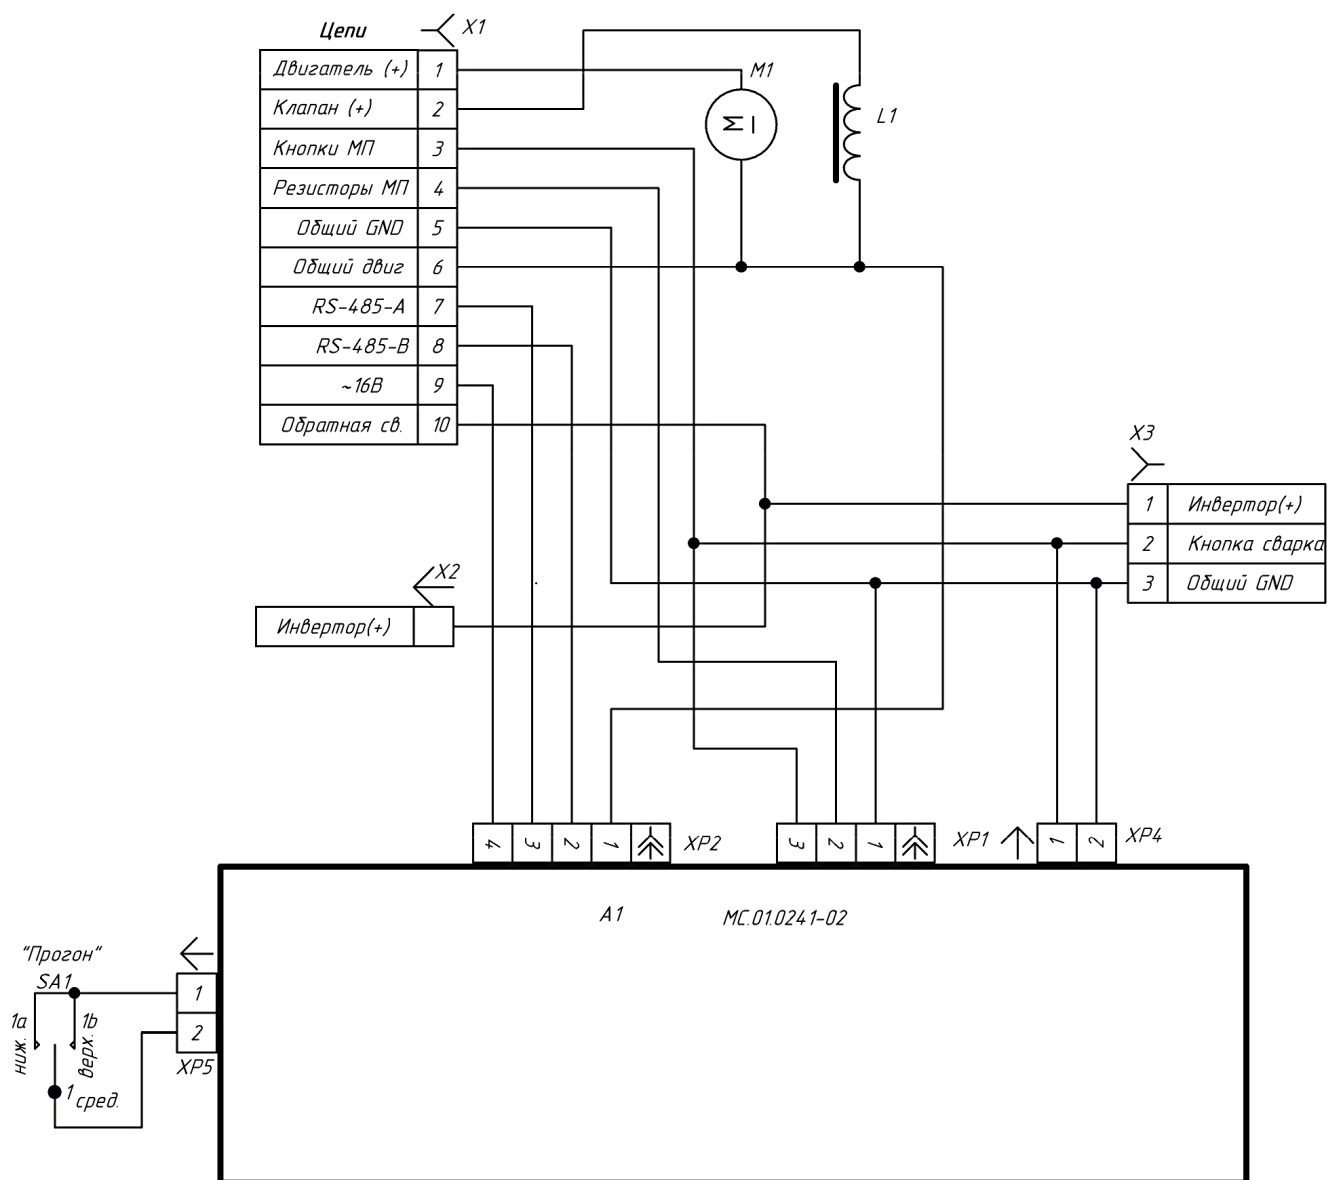 Цепи
X1
Двигатель (+) 1
Клапан (+) 2
Кнопки МП 3
Резисторы МП 4
Общий GND 5
Общий двиг 6
RS-485-A 7
RS-485-B 8
~16В 9
Обратная св. 10
M1
M
L1
X3
1 Инвертор(+)
2 Кнопка сварка
3 Общий GND
X2
Инвертор(+)
4 3 2 1
XP2
3 2 1
XP1
1 2
XP4
A1
МС.01.0241-02
"Прогон"
SA1
1a
ниж.
1b
верх.
1
сред.
1
2
XP5